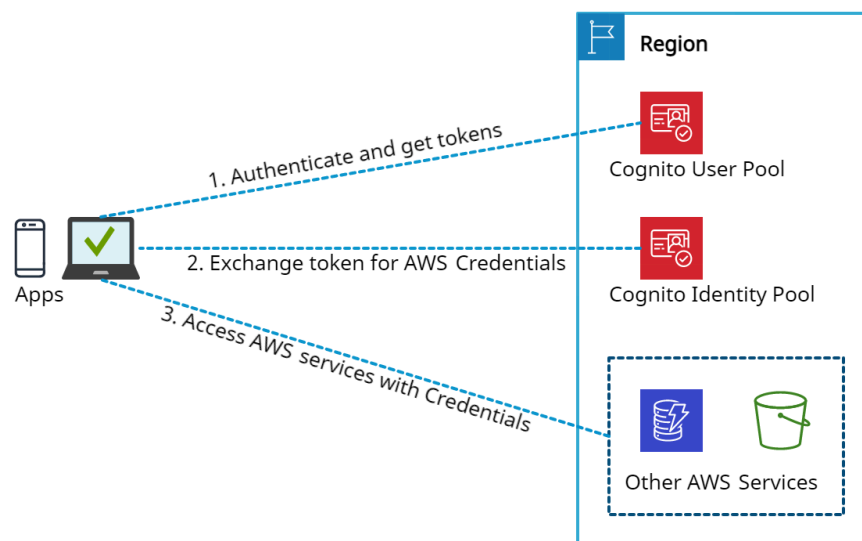 Region
1. Authenticate and get tokens
Cognito User Pool
2. Exchange token for AWS Credentials
Apps
Cognito Identity Pool
3. Access AWS services with Credentials
Other AWS Services